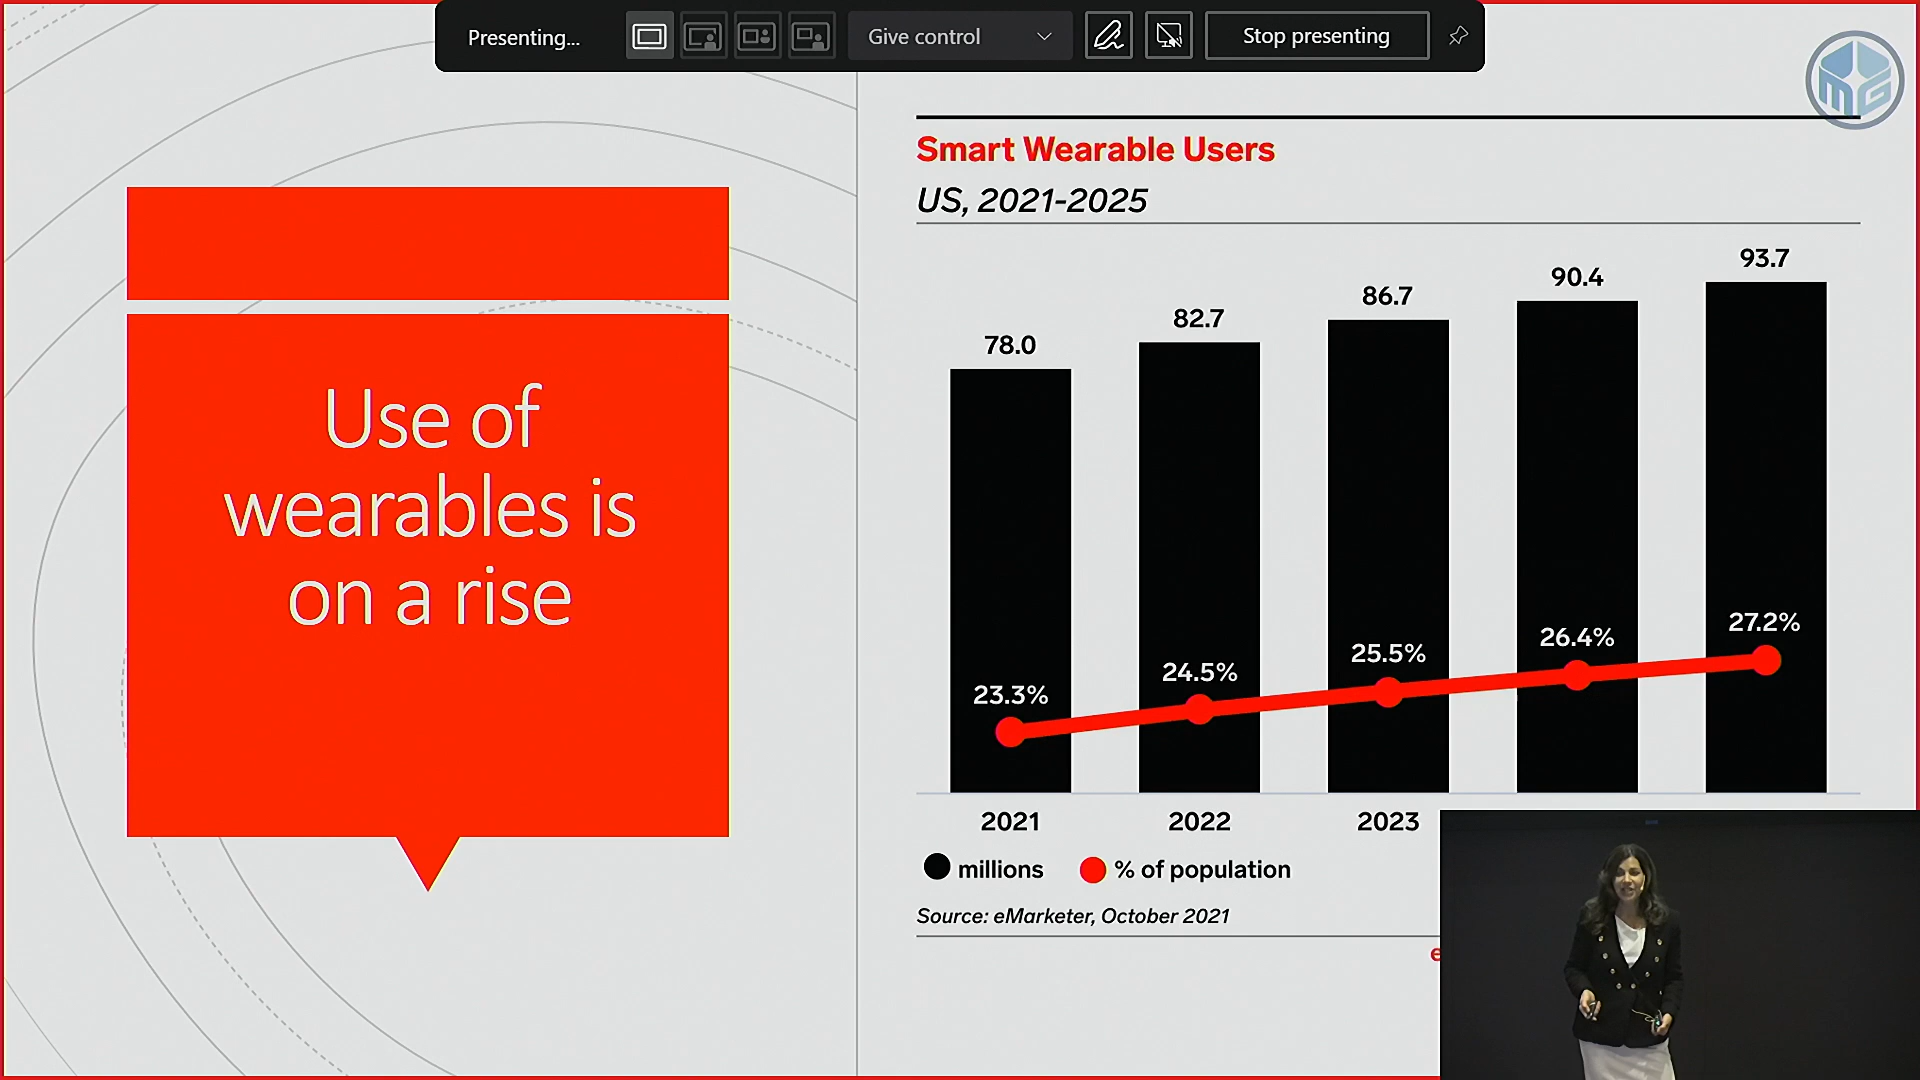 Presenting...
Give control
Stop presenting
MG
Use of
wearables is
on a rise
Smart Wearable Users
US, 2021-2025
78.0
82.7
86.7
90.4
93.7
23.3%
24.5%
25.5%
26.4%
27.2%
2021
2022
2023
millions
% of population
Source: eMarketer, October 2021
e